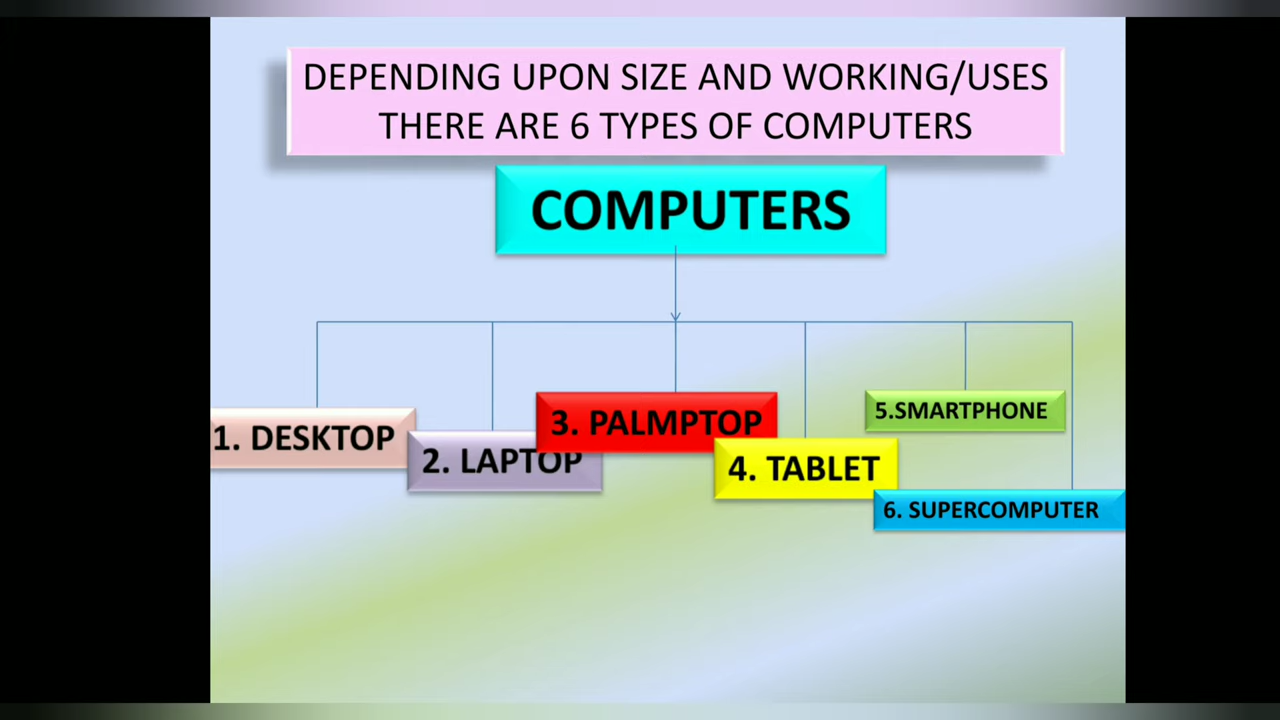 DEPENDING UPON SIZE AND WORKING/USES
THERE ARE 6 TYPES OF COMPUTERS
COMPUTERS
1. DESKTOP
2. LAPTOP
3. PALMPTOP
4. TABLET
5.SMARTPHONE
6. SUPERCOMPUTER